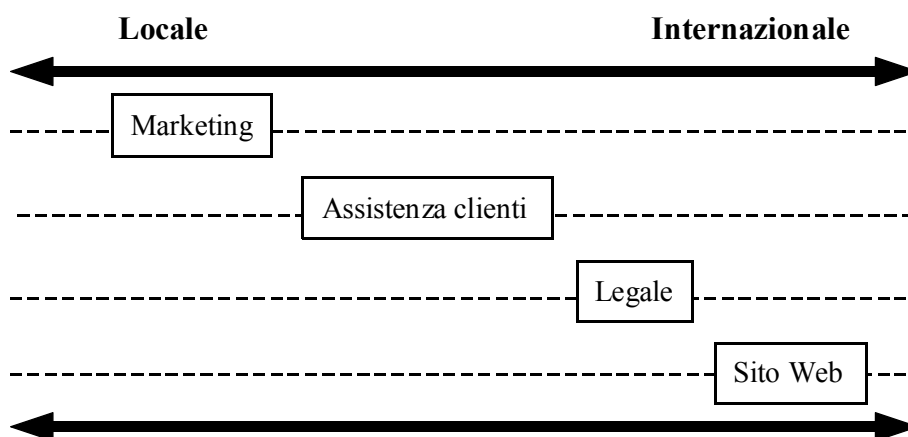 Locale Internazionale
Marketing
Assistenza clienti
Legale
Sito Web